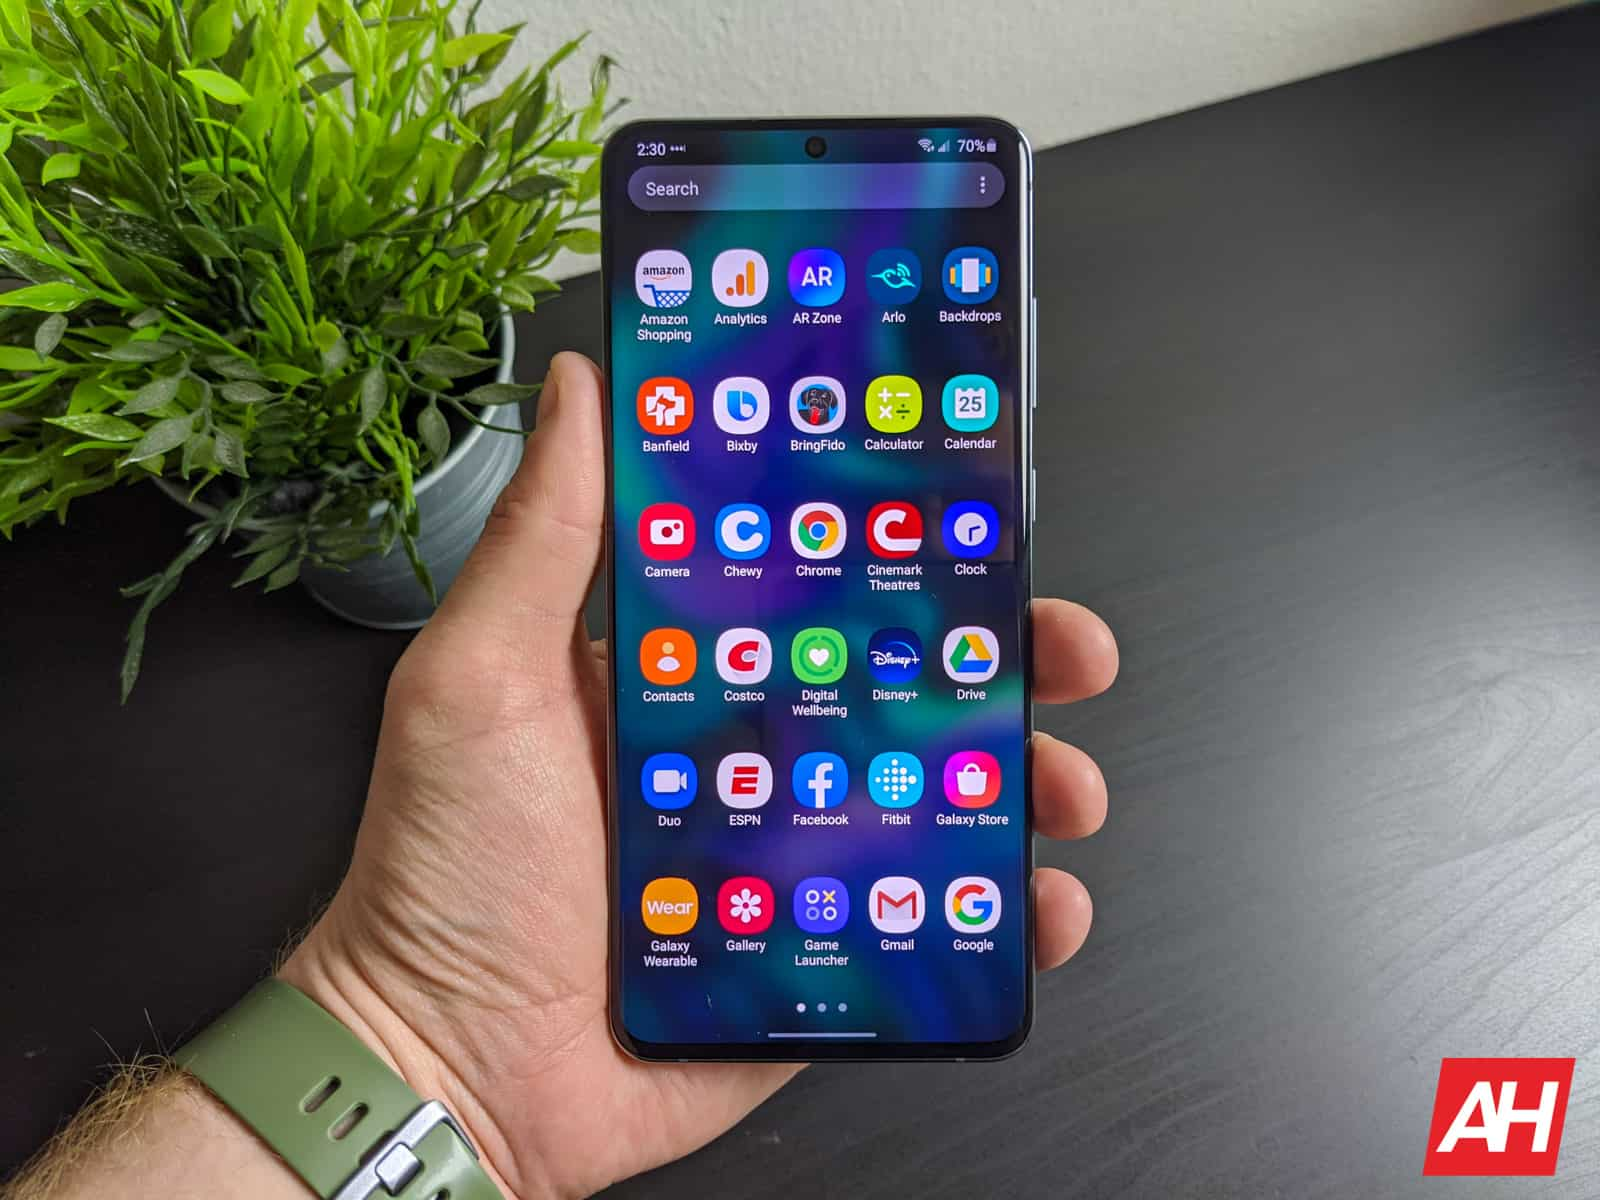 2:30 70%
Search
amazon AR
Amazon Analytics AR Zone Arlo Backdrops
Shopping
25
Banfield Bixby BringFido Calculator Calendar
Camera Chewy Chrome Cinemark Clock
Theatres
Disney+
Contacts Costco Digital Disney+ Drive
Wellbeing
Duo ESPN Facebook Fitbit Galaxy Store
Wear
Galaxy Gallery Game Gmail Google
Wearable Launcher
AH